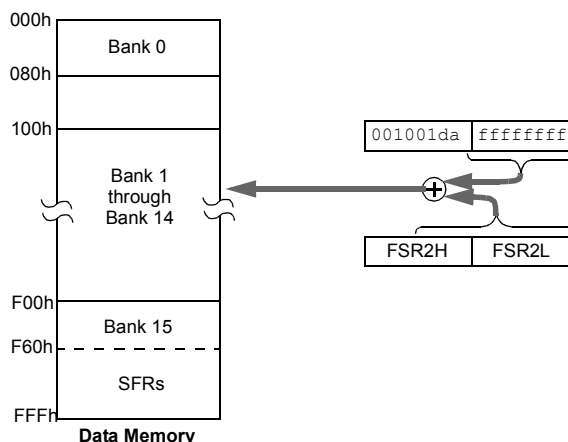 000h
Bank 0
080h
100h
001001da ffffffff
Bank 1
through
Bank 14
FSR2H FSR2L
F00h
Bank 15
F60h
SFRs
FFFh
Data Memory